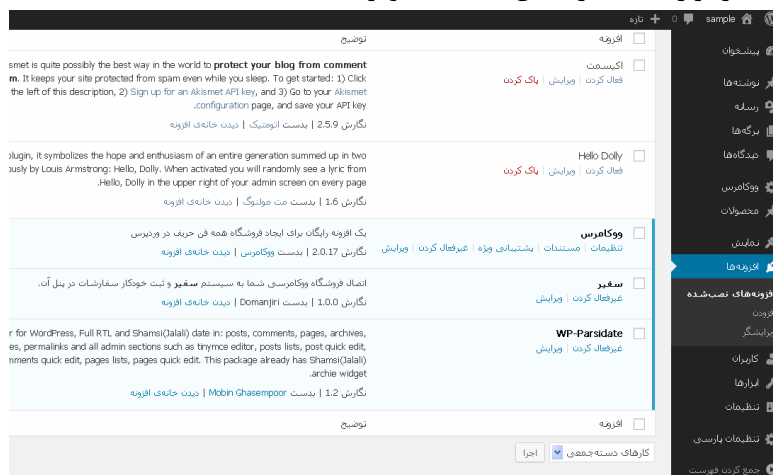 sample 0 + تازه
پیشخوان
نوشته‌ها
رسانه
برگه‌ها
دیدگاه‌ها
ووکامرس
محصولات
نمایش
افزونه‌ها
افزونه‌های نصب‌شده
افزودن
ویرایشگر
کاربران
ابزارها
تنظیمات
تنظیمات پارسی
جمع کردن فهرست
افزونه توضیح
اکیسمت
فعال کردن | ویرایش | پاک کردن
smet is quite possibly the best way in the world to protect your blog from comment
m. It keeps your site protected from spam even while you sleep. To get started: 1) Click
the left of this description, 2) Sign up for an Akismet API key, and 3) Go to your Akismet
configuration page, and save your API key.
نگارش 2.5.9 | بدست اتوماتیک | دیدن خانه‌ی افزونه
Hello Dolly
فعال کردن | ویرایش | پاک کردن
plugin, it symbolizes the hope and enthusiasm of an entire generation summed up in two
ously by Louis Armstrong: Hello, Dolly. When activated you will randomly see a lyric from
Hello, Dolly in the upper right of your admin screen on every page.
نگارش 1.6 | بدست مت مولنوگ | دیدن خانه‌ی افزونه
ووکامرس
تنظیمات | مستندات | پشتیبانی ویژه | غیرفعال کردن | ویرایش
یک افزونه رایگان برای ایجاد فروشگاه همه فن حریف در وردپرس
نگارش 2.0.17 | بدست ووکامرس | دیدن خانه‌ی افزونه
سفیر
غیرفعال کردن | ویرایش
اتصال فروشگاه ووکامرسی شما به سیستم سفیر و ثبت خودکار سفارشات در پنل آن.
نگارش 1.0.0 | بدست Domanjiri | دیدن خانه‌ی افزونه
WP-Parsidate
غیرفعال کردن | ویرایش
r for WordPress, Full RTL and Shamsi(Jalali) date in: posts, comments, pages, archives,
es, permalinks and all admin sections such as tinymce editor, posts lists, post quick edit,
mments quick edit, pages lists, pages quick edit. This package already has Shamsi(Jalali)
archie widget.
نگارش 1.2 | بدست Mobin Ghasempoor | دیدن خانه‌ی افزونه
افزونه توضیح
کارهای دسته‌جمعی اجرا